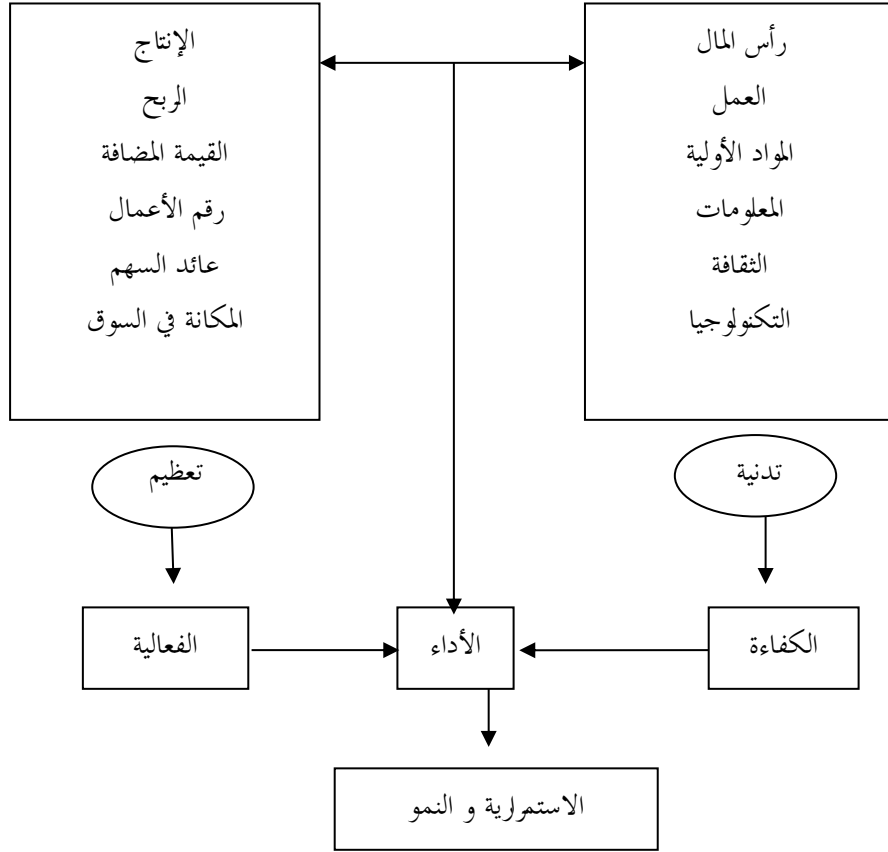 رأس المال
العمل
المواد الأولية
المعلومات
الثقافة
التكنولوجيا
الإنتاج
الربح
القيمة المضافة
رقم الأعمال
عائد السهم
المكانة في السوق
تدنية
تعظيم
الكفاءة
الأداء
الفعالية
الاستمرارية و النمو